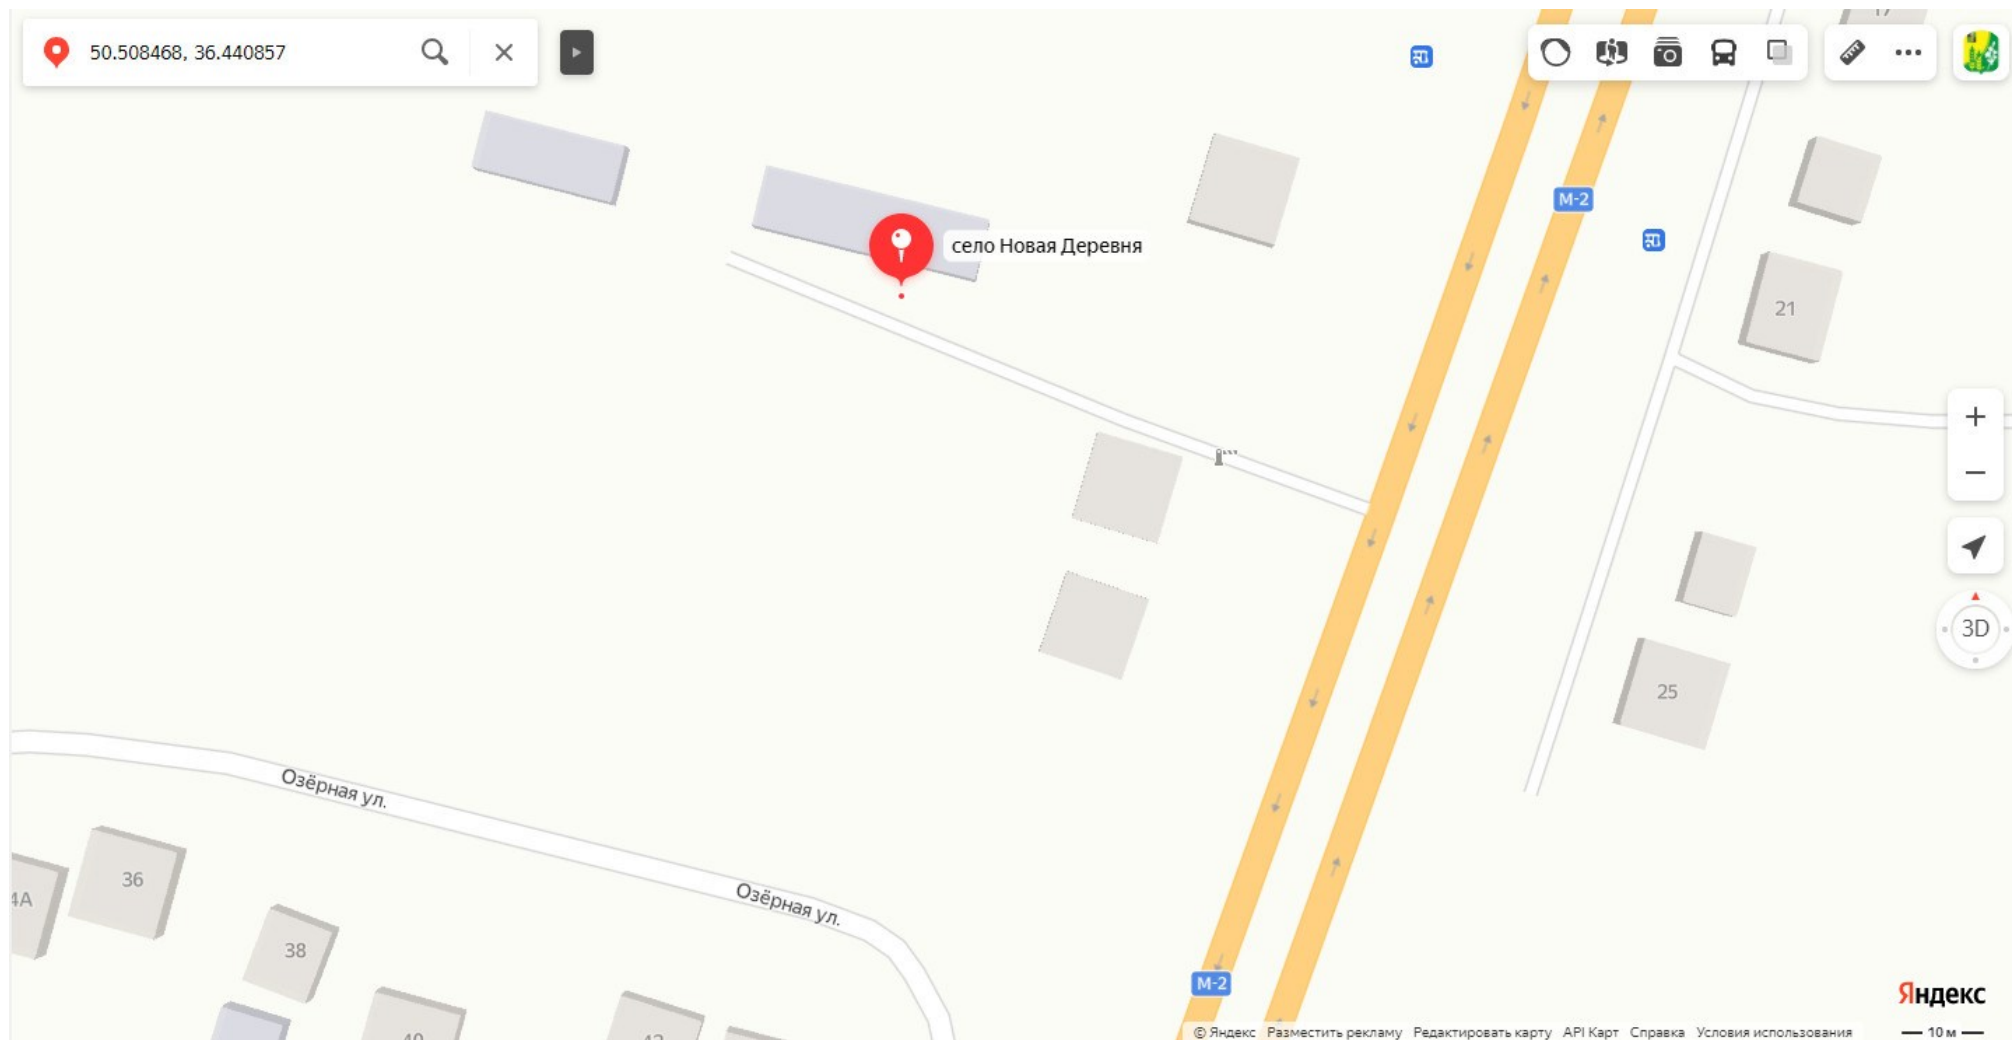 50.508468, 36.440857
село Новая Деревня
М-2
21
25
3D
Озёрная ул.
Озёрная ул.
4А
36
38
М-2
Яндекс
© Яндекс Разместить рекламу Редактировать карту API Карт Справка Условия использования
10 м